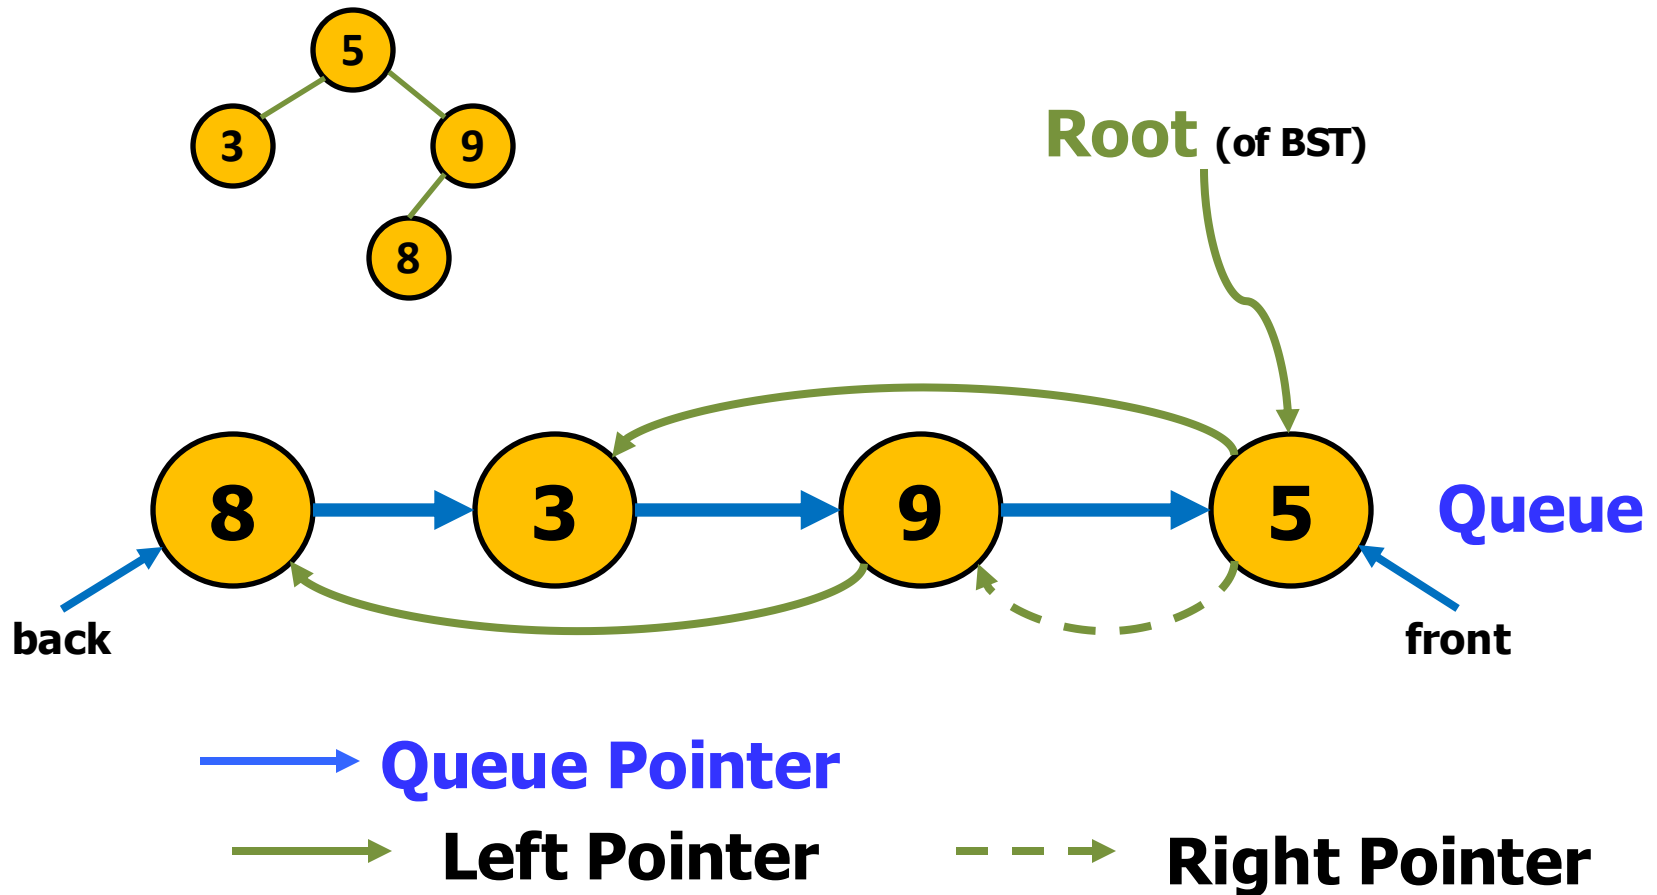 5
3
9
8
Root (of BST)
8
3
9
5
Queue
back
front
Queue Pointer
Left Pointer
Right Pointer